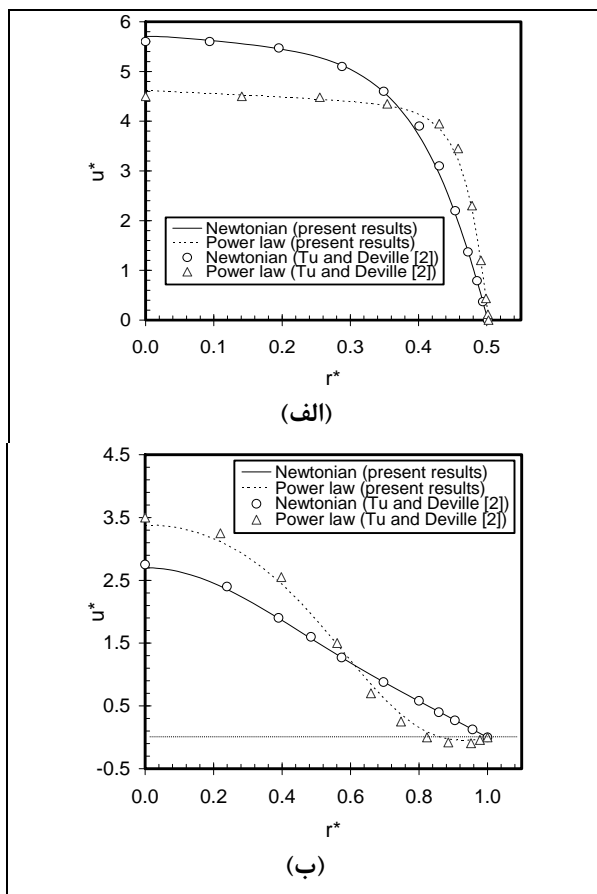 6
5
4
3
2
1
0
u*
Newtonian (present results)
Power law (present results)
Newtonian (Tu and Deville [2])
Power law (Tu and Deville [2])
0.0 0.1 0.2 0.3 0.4 0.5
r*
(الف)
4.5
3.5
2.5
1.5
0.5
-0.5
u*
Newtonian (present results)
Power law (present results)
Newtonian (Tu and Deville [2])
Power law (Tu and Deville [2])
0.0 0.2 0.4 0.6 0.8 1.0
r*
(ب)